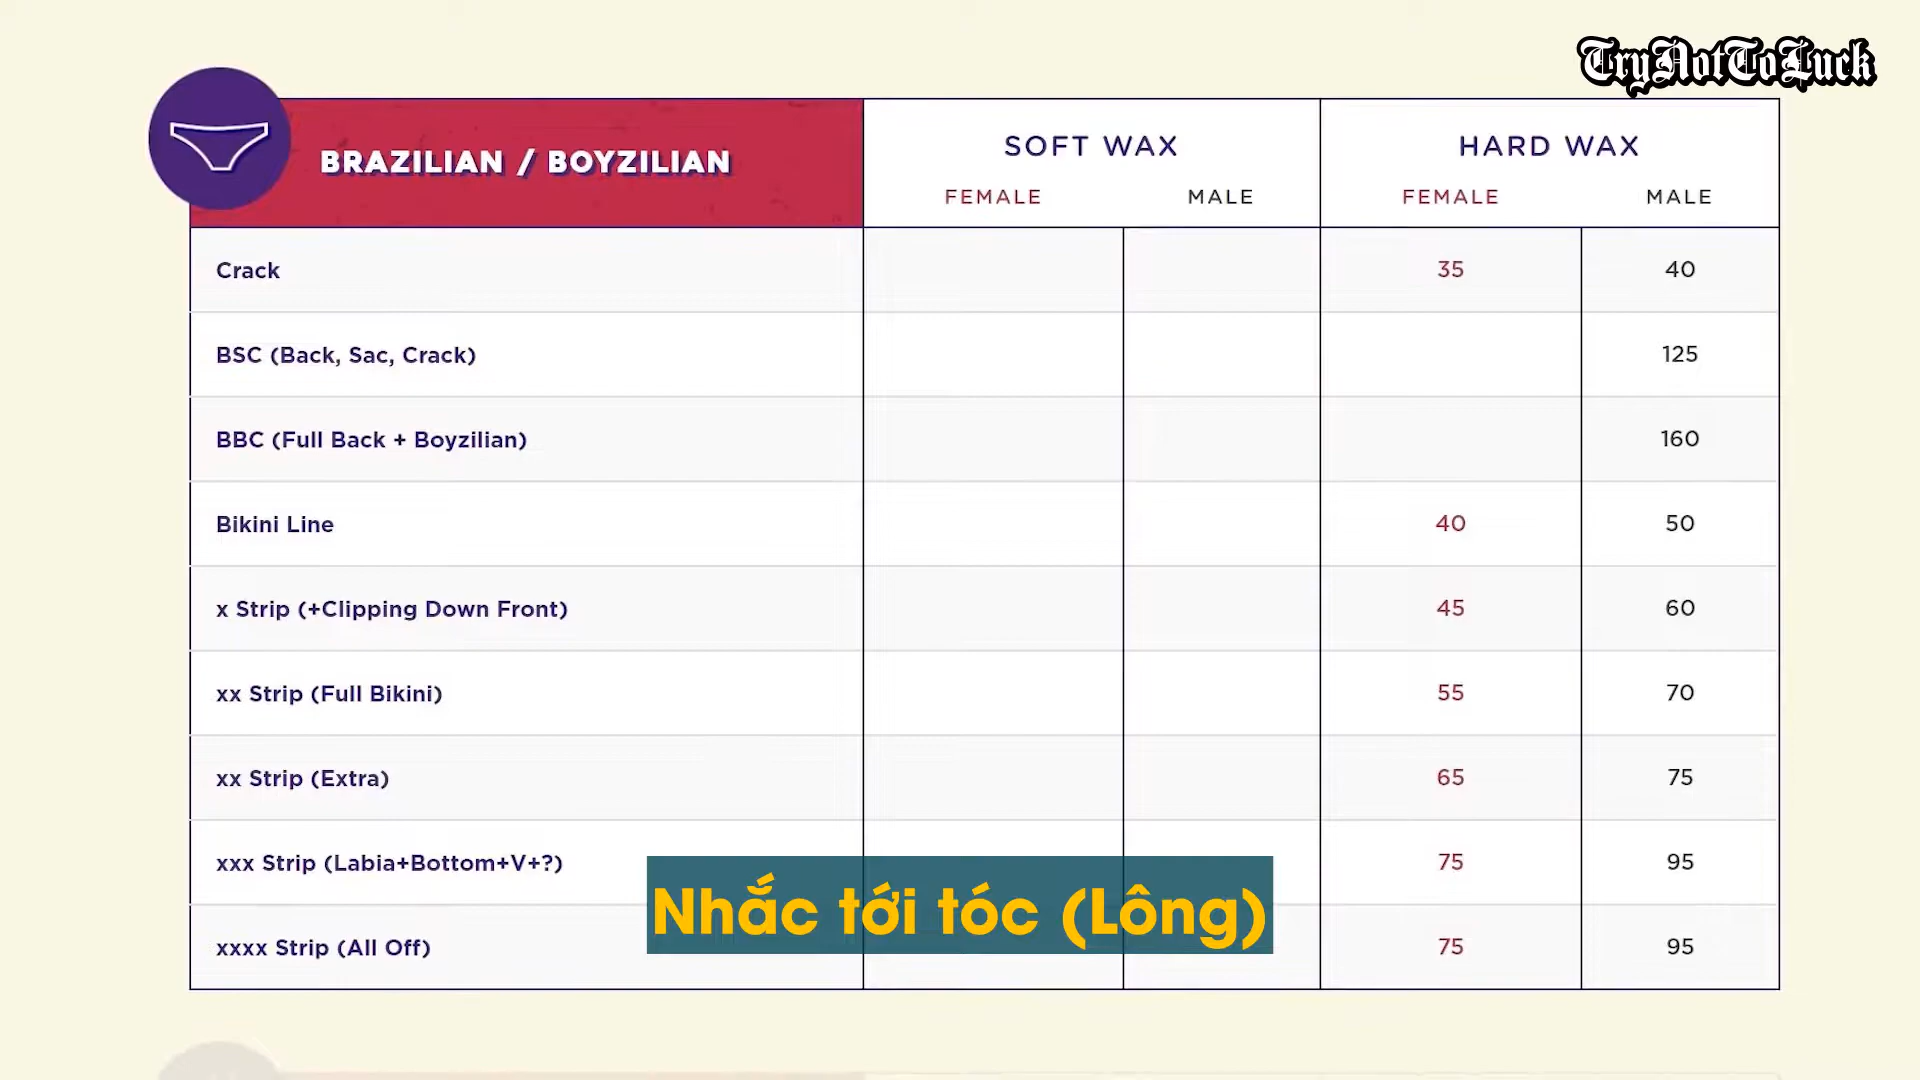 TryNotToLuck
BRAZILIAN / BOYZILIAN
SOFT WAX
HARD WAX
FEMALE MALE FEMALE MALE
Crack 35 40
BSC (Back, Sac, Crack) 125
BBC (Full Back + Boyzilian) 160
Bikini Line 40 50
x Strip (+Clipping Down Front) 45 60
xx Strip (Full Bikini) 55 70
xx Strip (Extra) 65 75
xxx Strip (Labia+Bottom+V+?) 75 95
Nhắc tới tóc (Lông)
xxxx Strip (All Off) 75 95